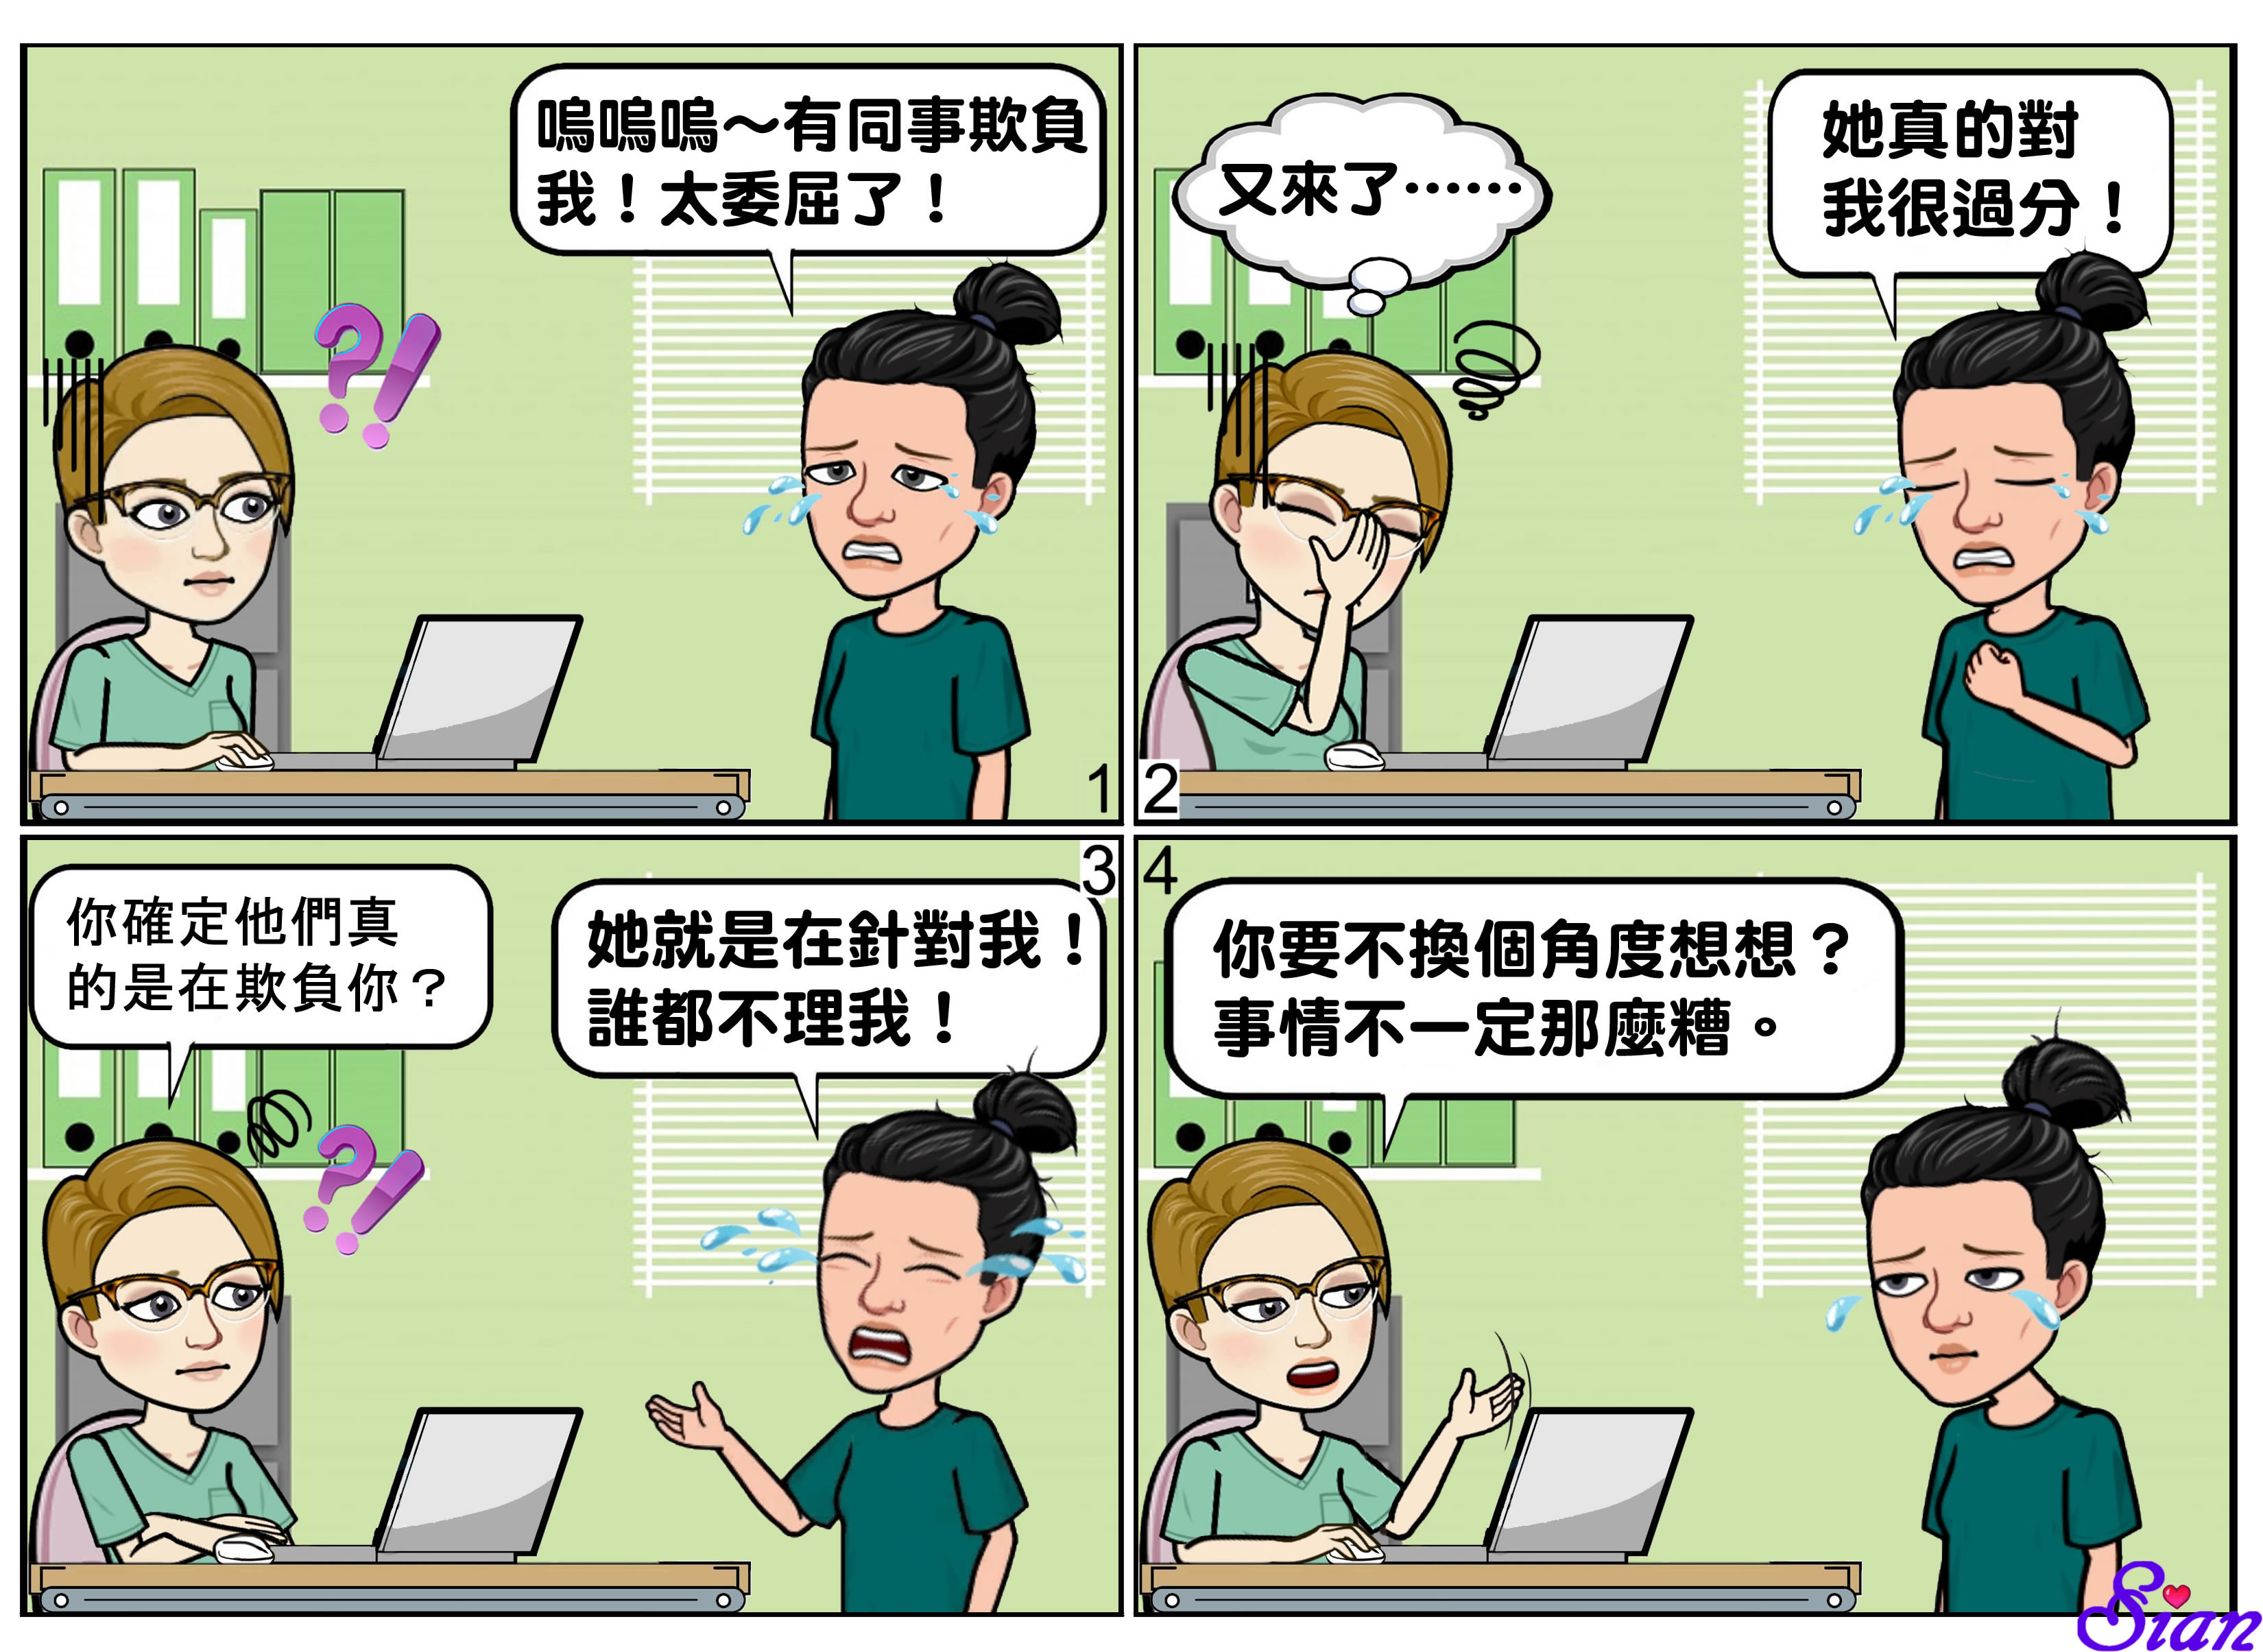 嗚嗚嗚～有同事欺負
我！太委屈了！
1
又來了⋯⋯
她真的對
我很過分！
2
3
你確定他們真
的是在欺負你？
她就是在針對我！
誰都不理我！
4
你要不換個角度想想？
事情不一定那麼糟。
Sian